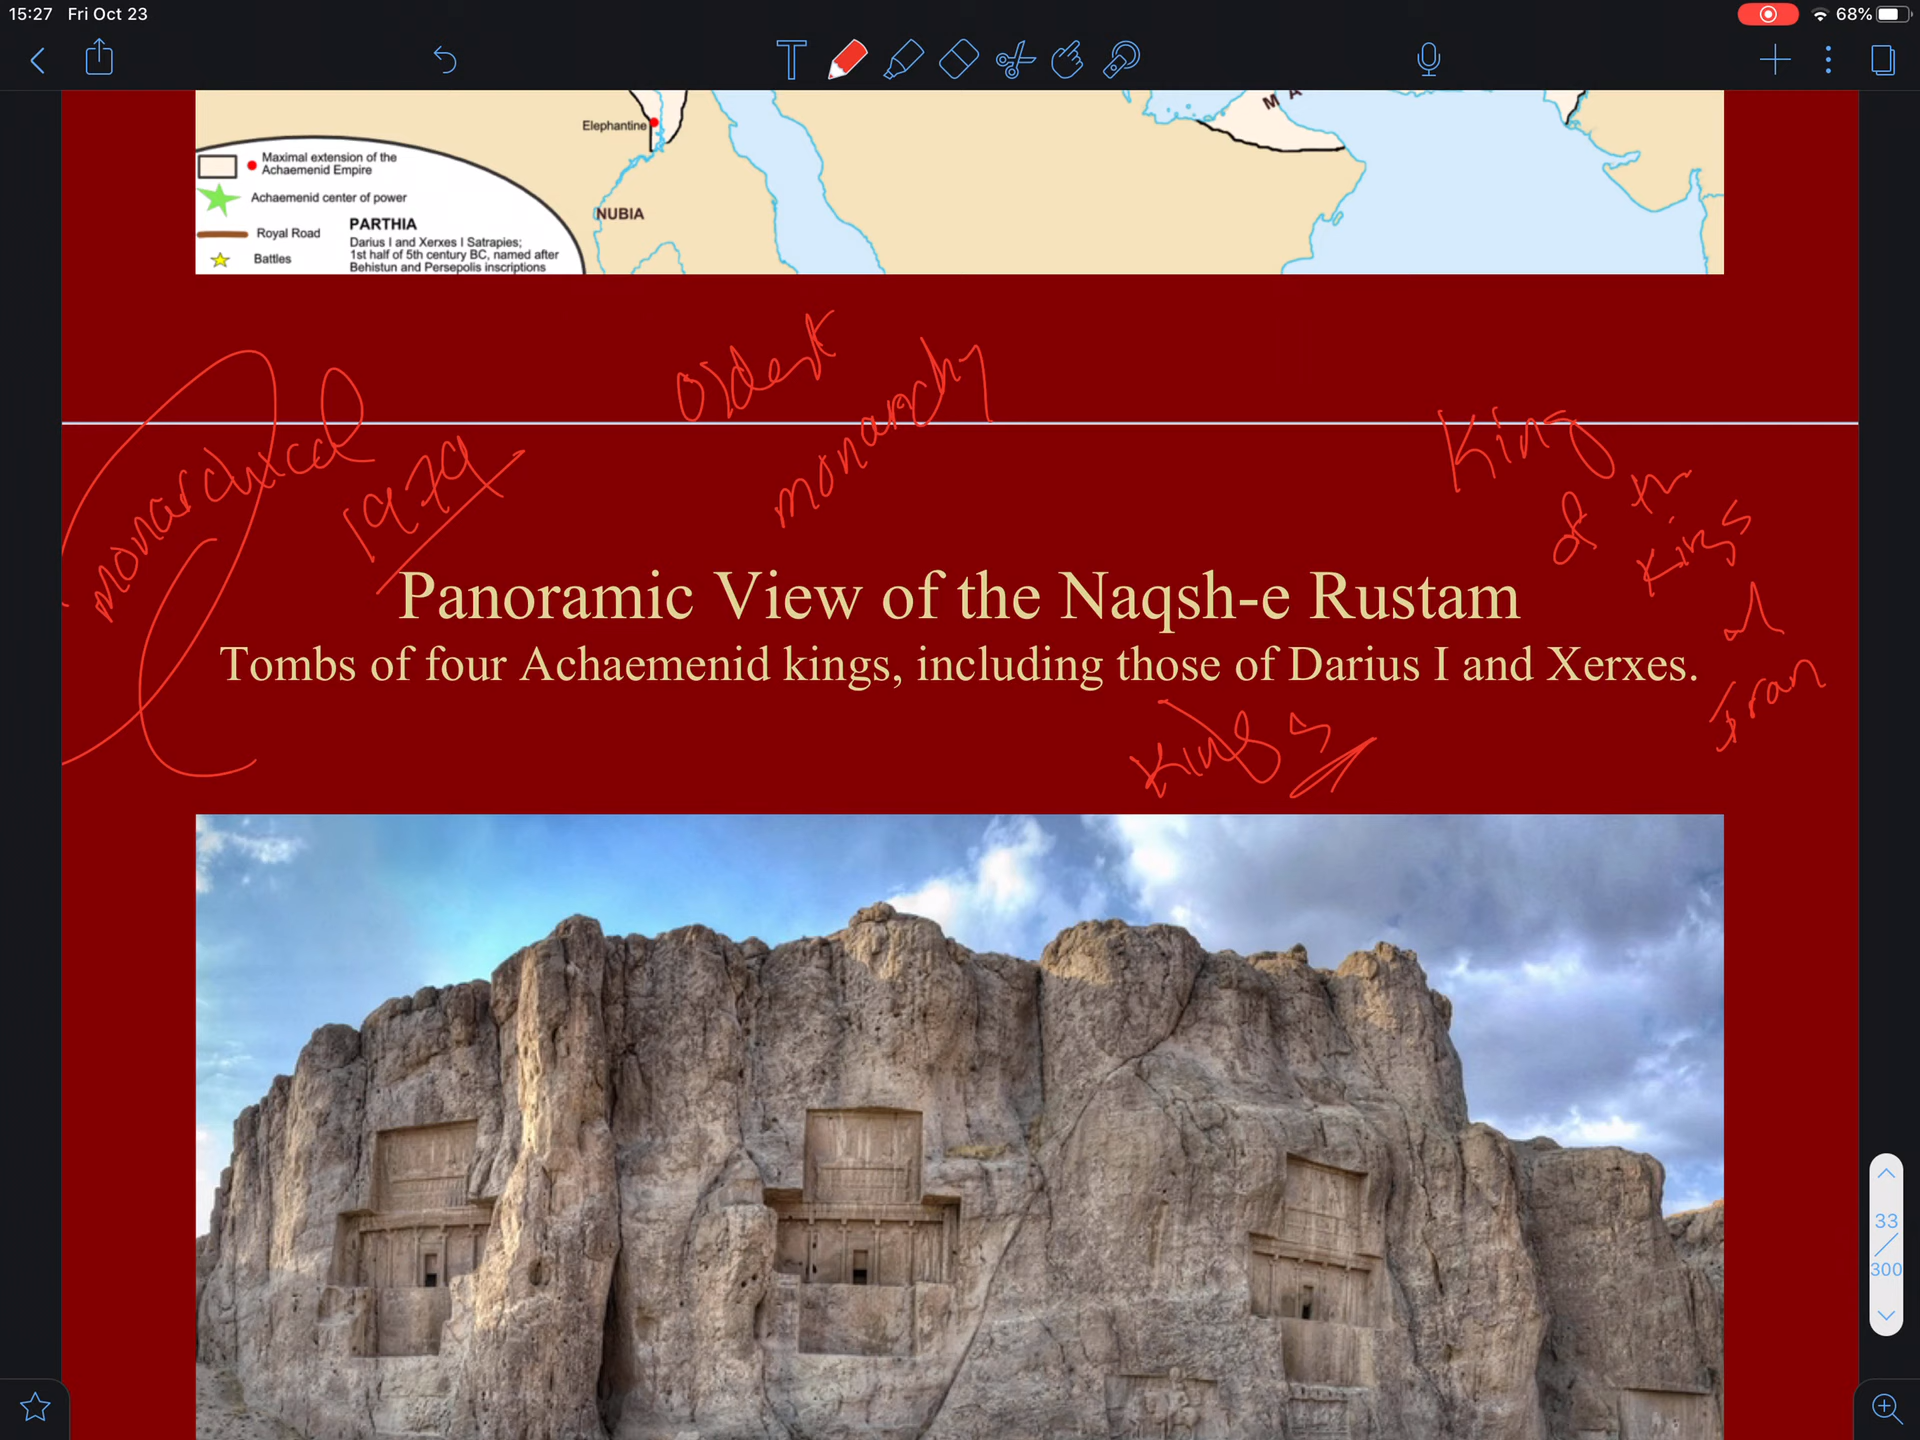 15:27 Fri Oct 23
68%
M A
Elephantine
Maximal extension of the
Achaemenid Empire
Achaemenid center of power
NUBIA
Royal Road
PARTHIA
Darius I and Xerxes I Satrapies;
1st half of 5th century BC, named after
Behistun and Persepolis inscriptions
Battles
Oldest
monarchy
monarchical
1979
King
of the
Kings
of
Iran
Panoramic View of the Naqsh-e Rustam
Tombs of four Achaemenid kings, including those of Darius I and Xerxes.
Kings
33
300